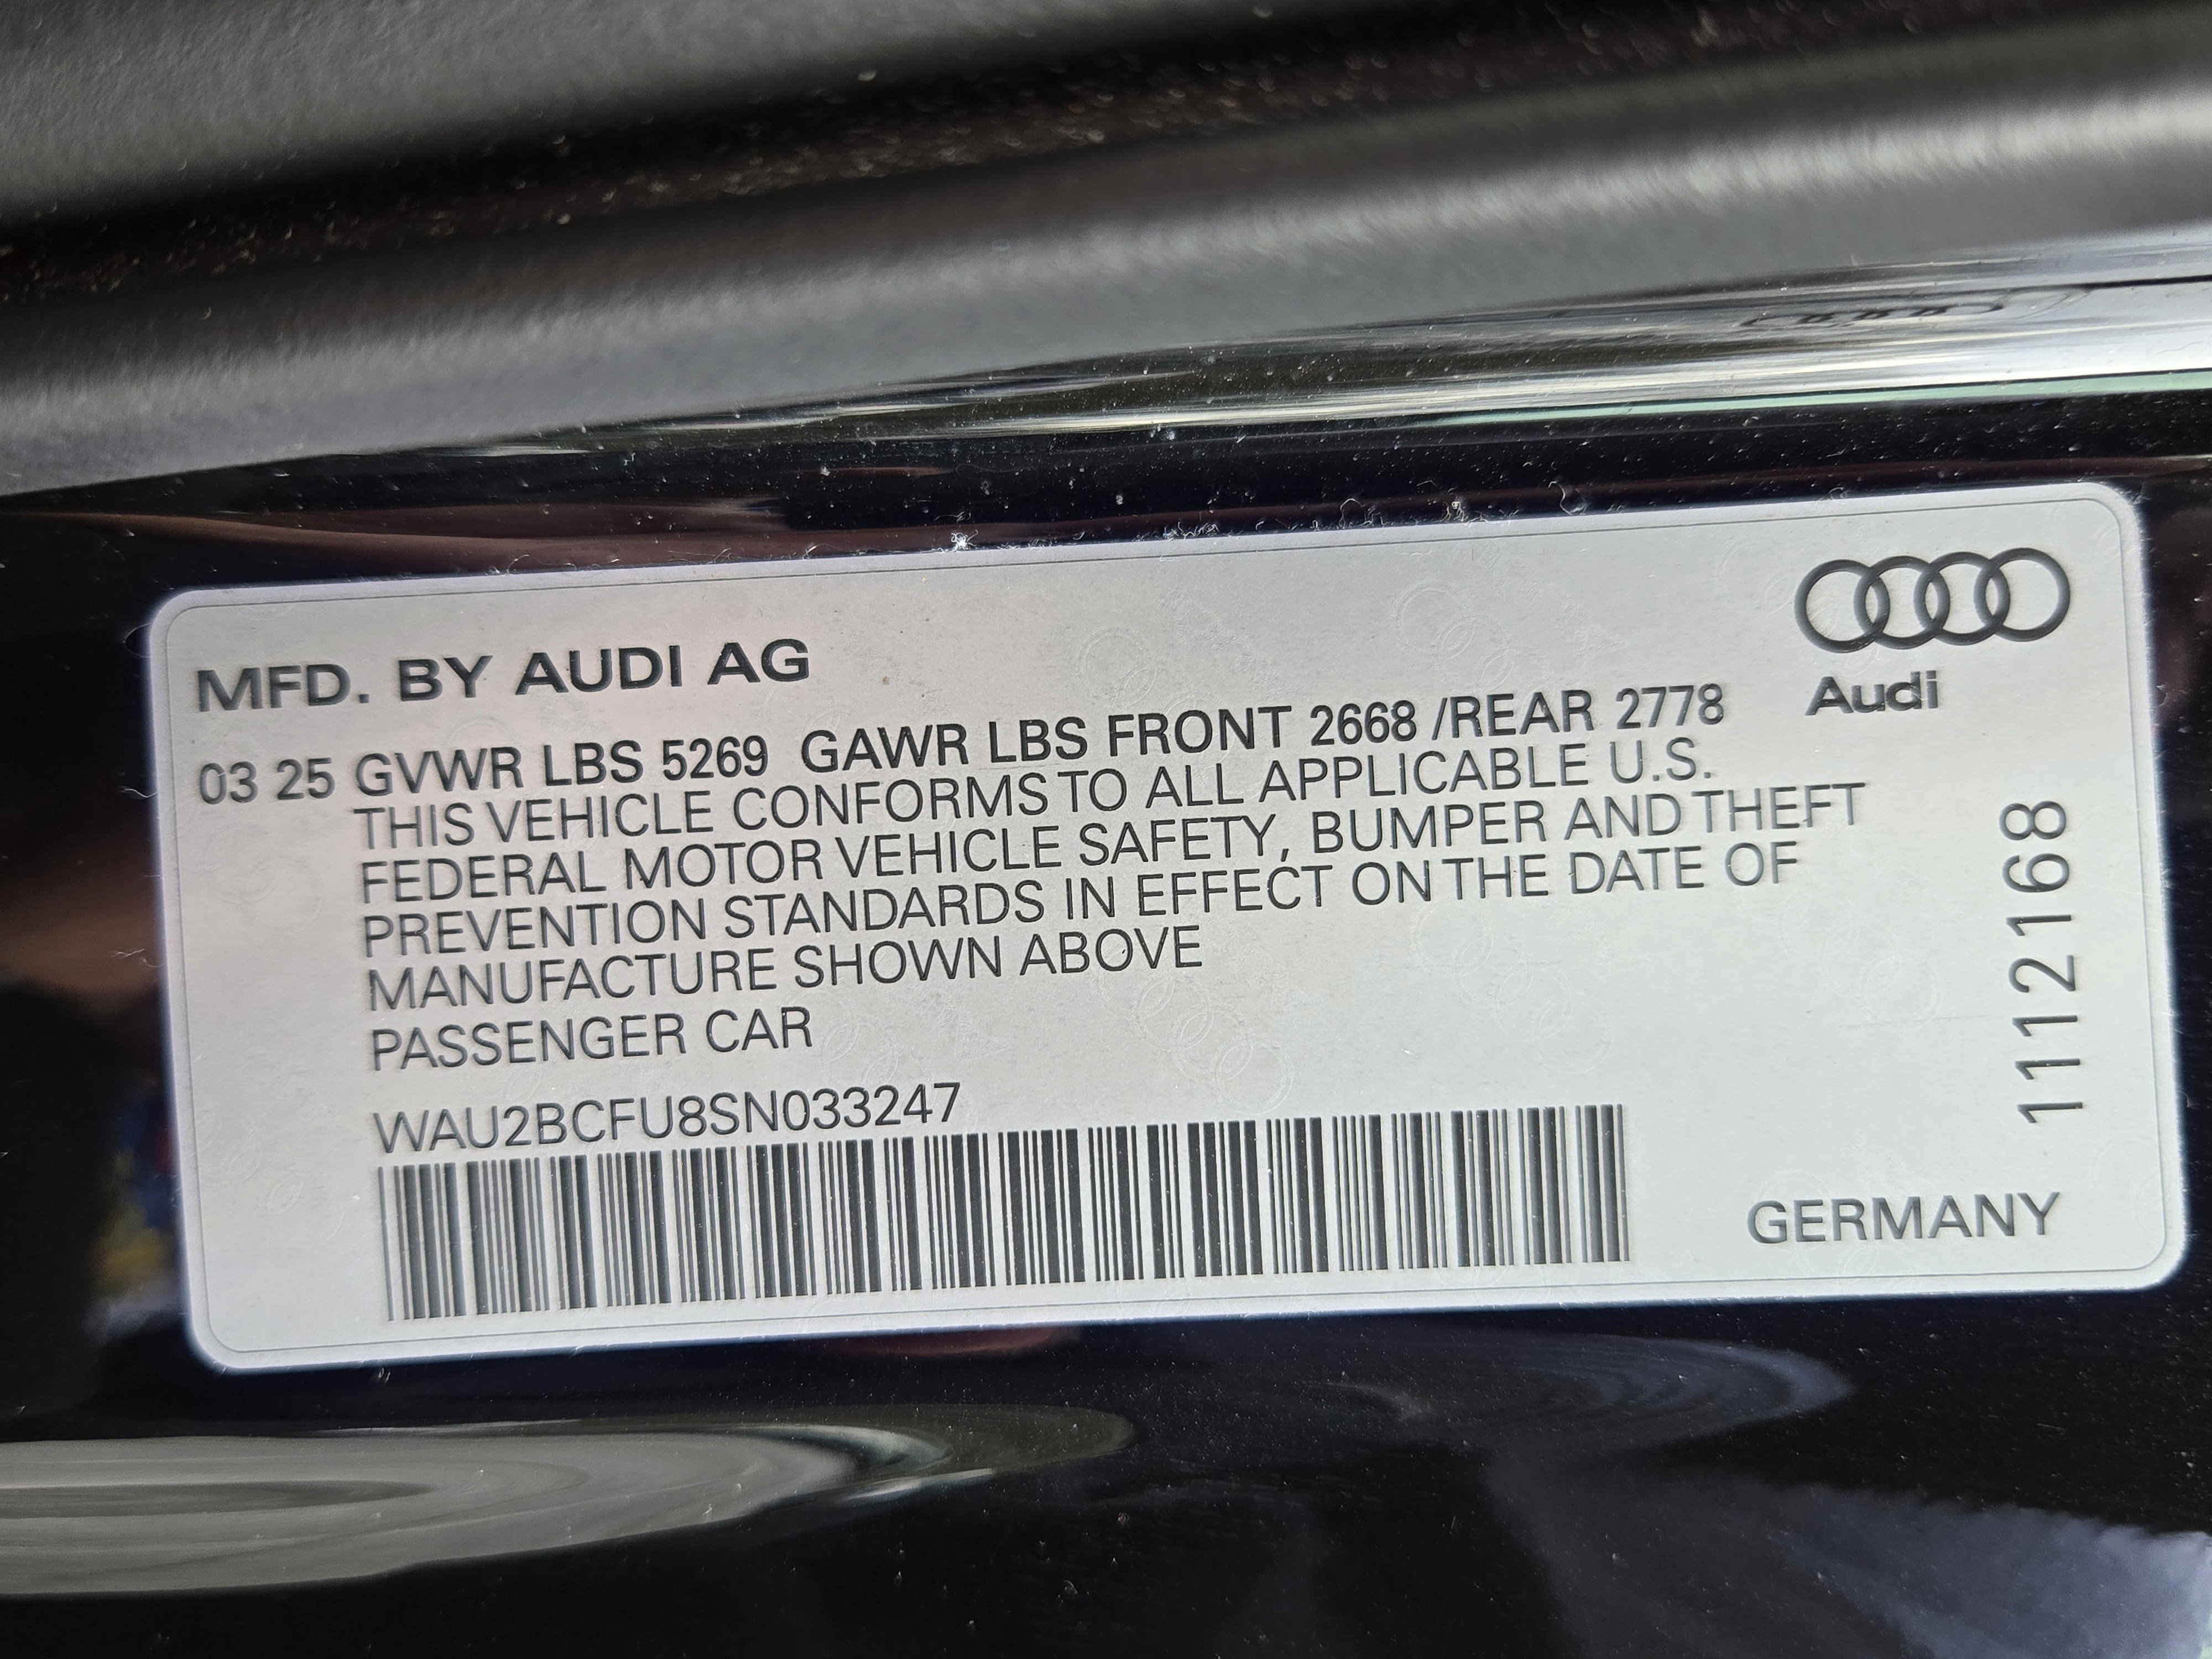 MFD. BY AUDI AG
Audi
03 25 GVWR LBS 5269 GAWR LBS FRONT 2668 /REAR 2778
THIS VEHICLE CONFORMS TO ALL APPLICABLE U.S.
FEDERAL MOTOR VEHICLE SAFETY, BUMPER AND THEFT
PREVENTION STANDARDS IN EFFECT ON THE DATE OF
MANUFACTURE SHOWN ABOVE
PASSENGER CAR
WAU2BCFU8SN033247
1112168
GERMANY